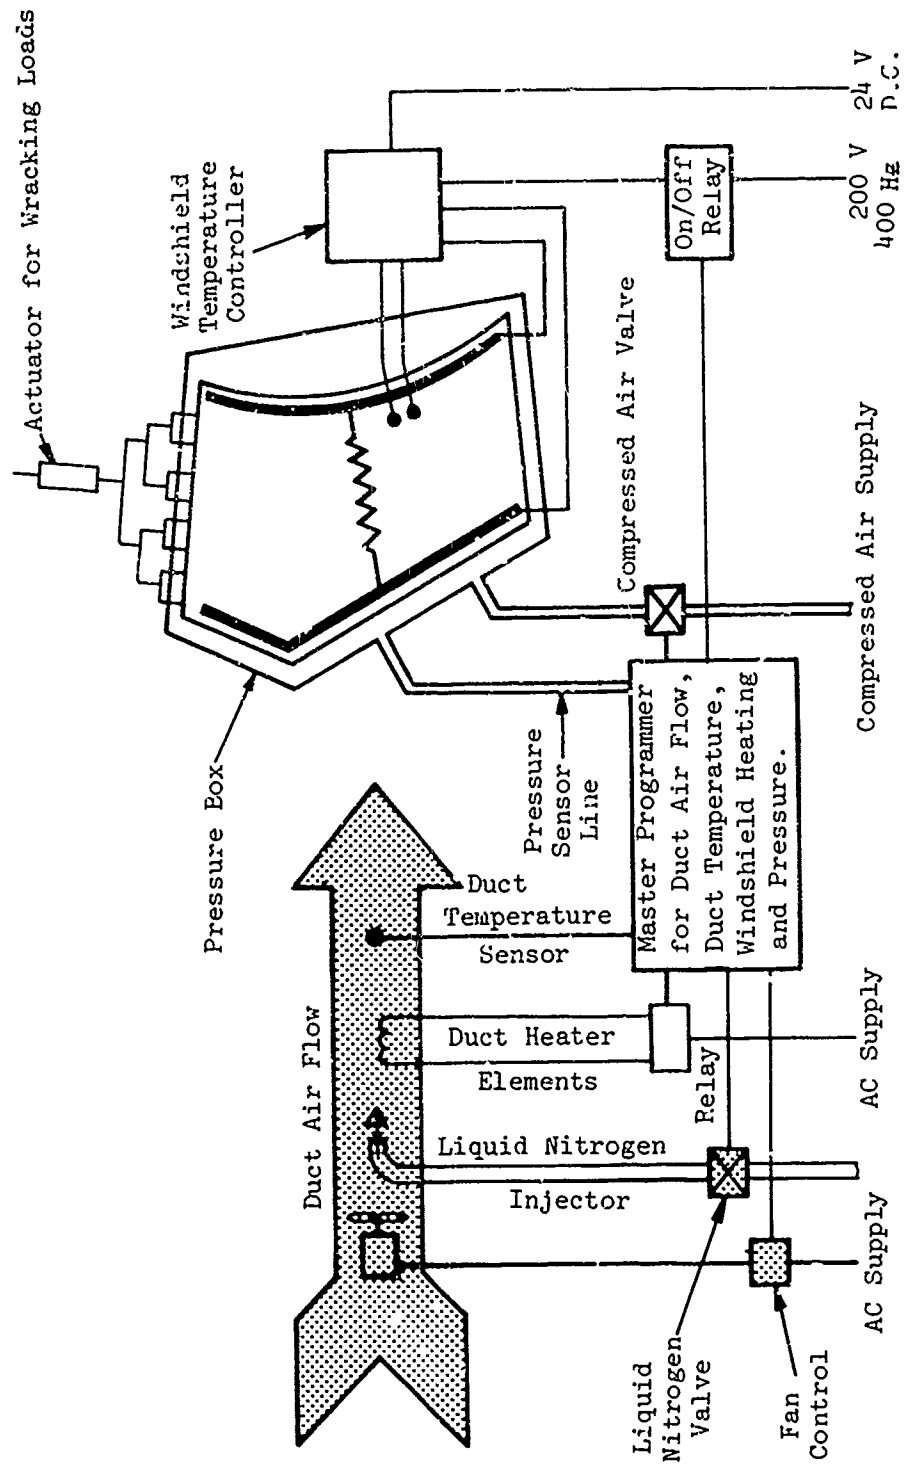 Actuator for Wracking Loads
Windshield
Temperature
Controller
24 V
D.C.
200 V
400 Hz
On/Off
Relay
Compressed Air Valve
Compressed Air Supply
Pressure Box
Pressure
Sensor
Line
Master Programmer
for Duct Air Flow,
Duct Temperature,
Windshield Heating
and Pressure.
Duct Air Flow
Duct
Temperature
Sensor
Duct Heater
Elements
Relay
AC Supply
Liquid Nitrogen
Injector
Liquid
Nitrogen
Valve
Fan
Control
AC Supply